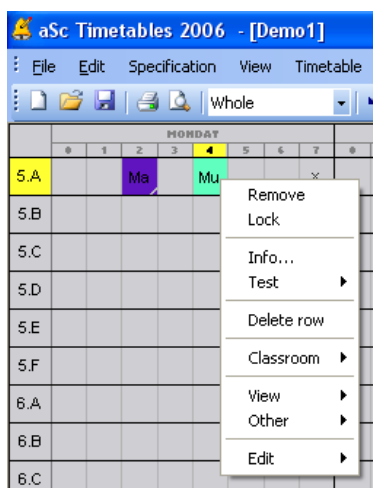 aSc Timetables 2006 - [Demo1]
File Edit Specification View Timetable
Whole
MONDAY
0 1 2 3 4 5 6 7 0
5.A Ma Mu x
5.B
5.C
5.D
5.E
5.F
6.A
6.B
6.C
Remove
Lock
Info...
Test
Delete row
Classroom
View
Other
Edit